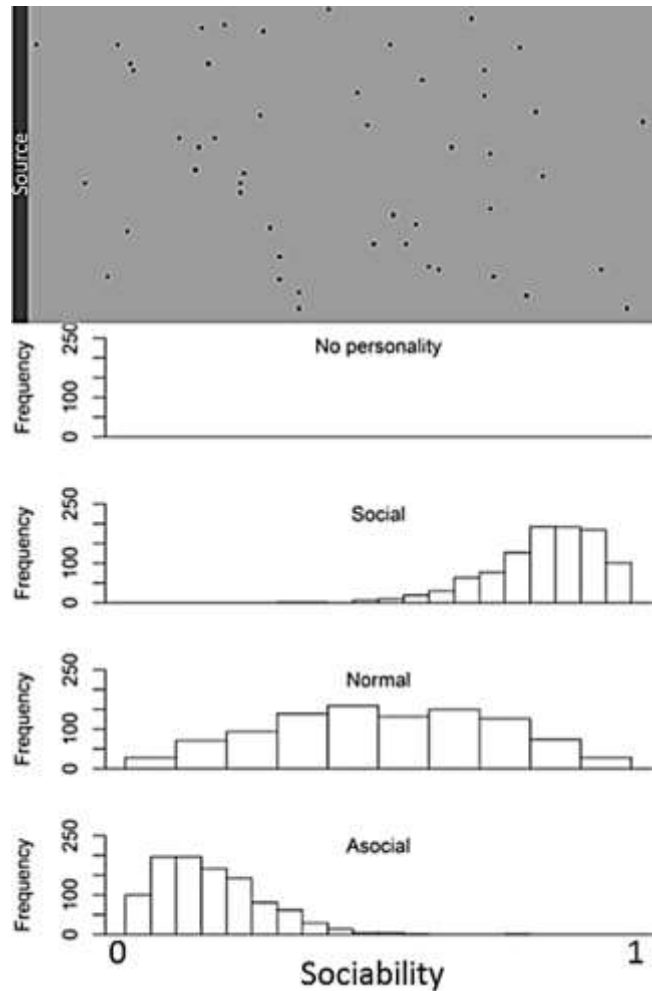 Source
No personality
Frequency
250
100
0
Social
Frequency
250
100
0
Normal
Frequency
250
100
0
Asocial
Frequency
250
100
0
0 1
Sociability